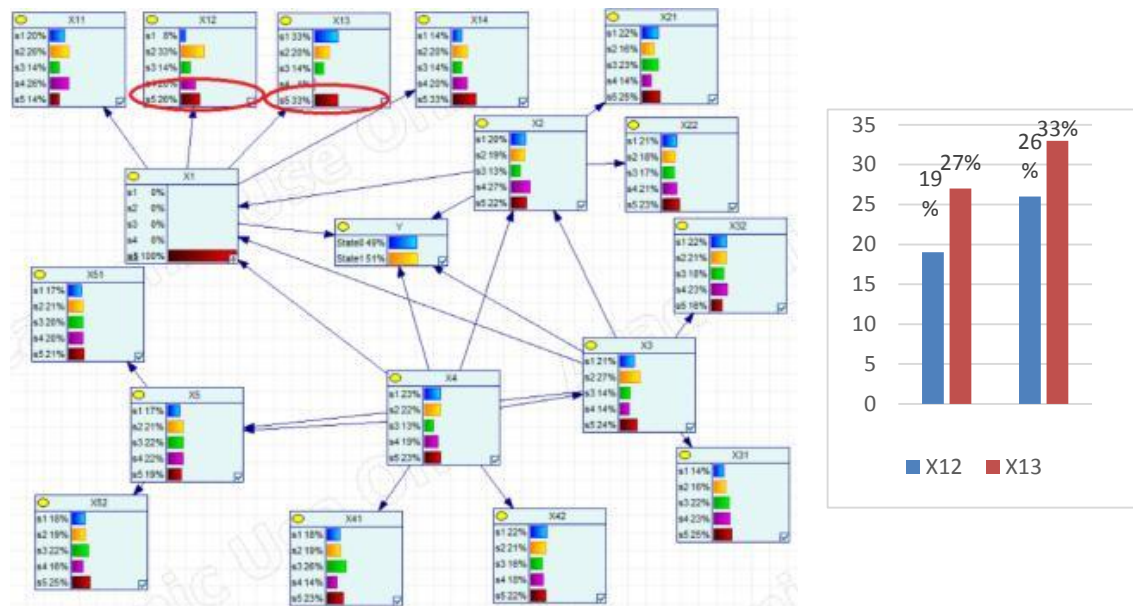 X11
s1 20%
s2 26%
s3 14%
s4 26%
s5 14%
X12
s1 8%
s2 33%
s3 14%
s5 26%
X13
s1 33%
s2 20%
s3 14%
s5 33%
X14
s1 14%
s2 20%
s3 14%
s4 20%
s5 33%
X21
s1 22%
s2 16%
s3 23%
s4 14%
s5 25%
X2
s1 20%
s2 19%
s3 13%
s4 27%
s5 22%
X22
s1 21%
s2 18%
s3 17%
s4 21%
s5 23%
X1
s1 0%
s2 0%
s3 0%
s4 0%
s5 100%
Y
State0 49%
State1 51%
X32
s1 22%
s2 21%
s3 18%
s4 23%
s5 16%
X51
s1 17%
s2 21%
s3 20%
s4 20%
s5 21%
X3
s1 21%
s2 27%
s3 14%
s4 14%
s5 24%
X4
s1 23%
s2 22%
s3 13%
s4 19%
s5 23%
X5
s1 17%
s2 21%
s3 22%
s4 22%
s5 19%
X31
s1 14%
s2 16%
s3 22%
s4 23%
s5 25%
X52
s1 18%
s2 19%
s3 22%
s4 16%
s5 25%
X41
s1 18%
s2 19%
s3 26%
s4 14%
s5 23%
X42
s1 22%
s2 21%
s3 16%
s4 18%
s5 22%
35
30
25
20
15
10
5
0
19
%
27%
26
%
33%
X12
X13